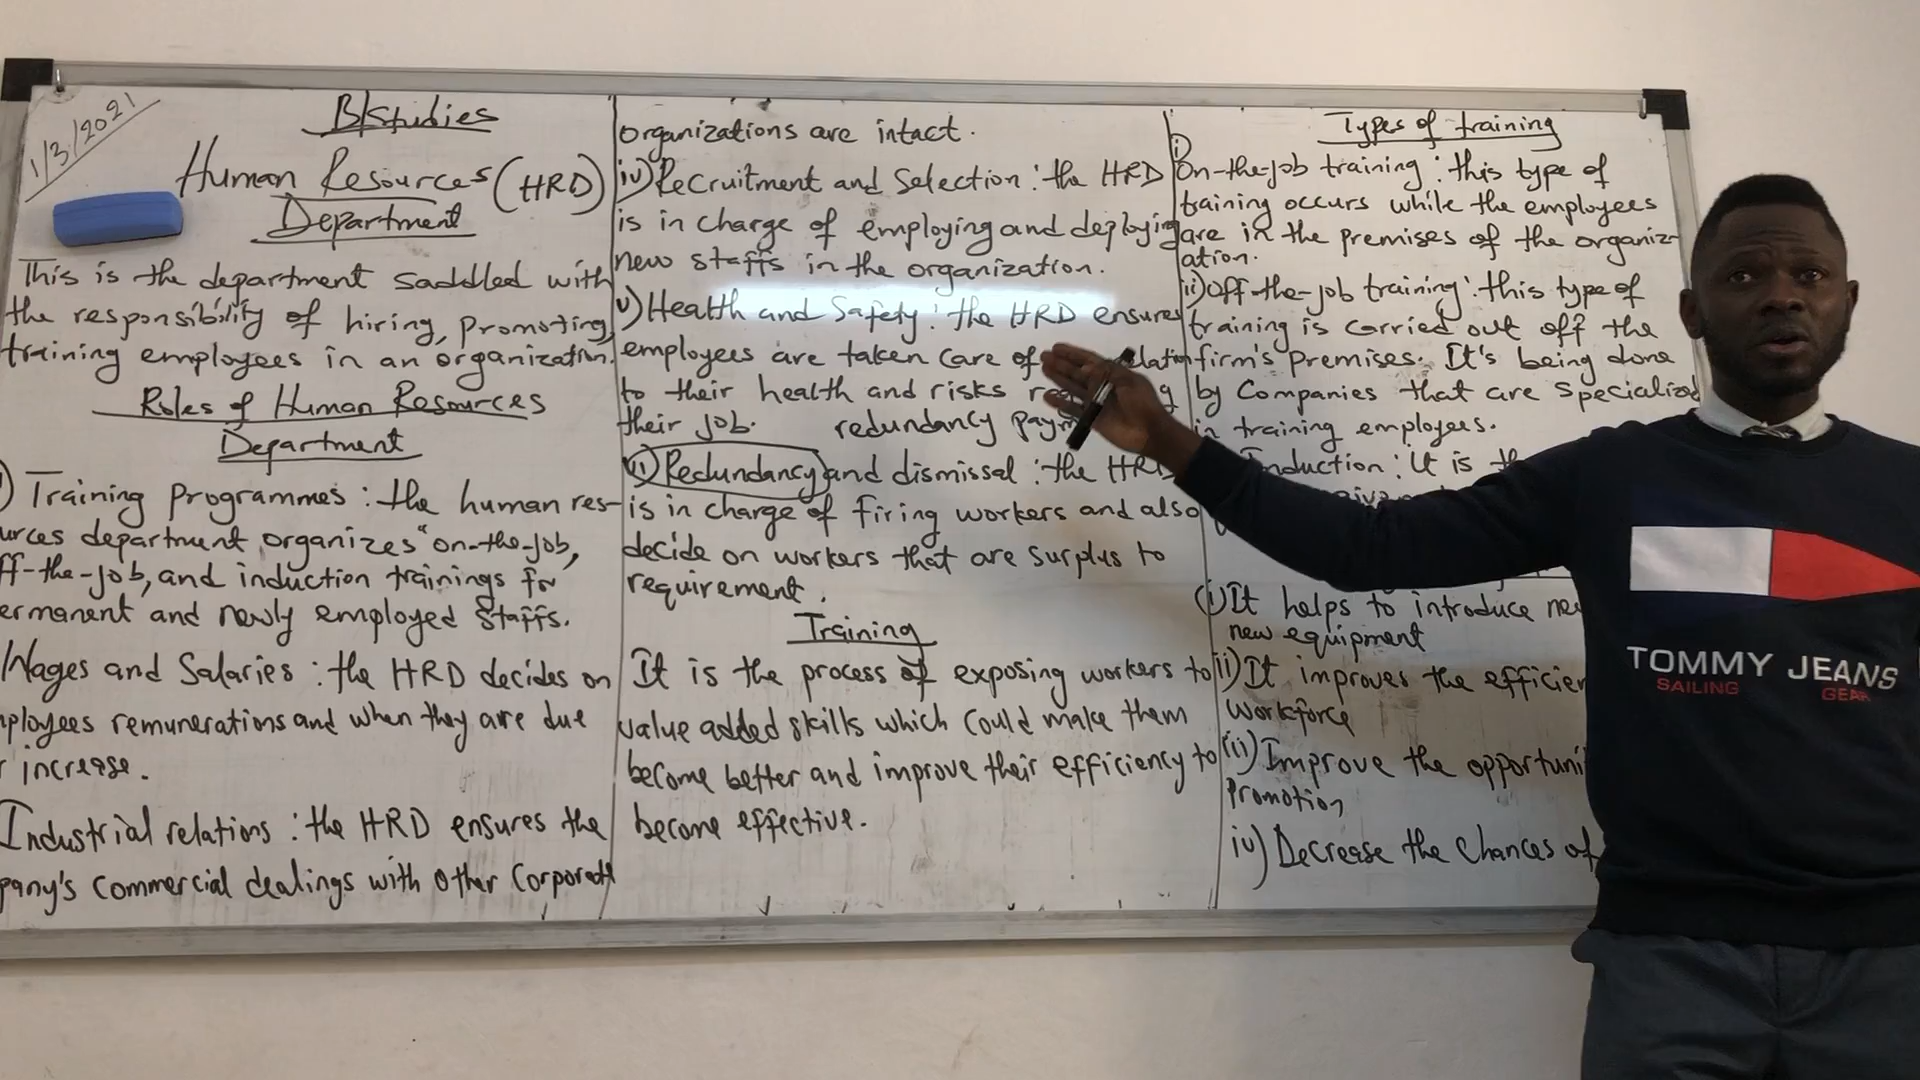 1/3/2021
B/Studies
Human Resources (HRD)
Department
This is the department saddled with
the responsibility of hiring, promoting,
training employees in an organization.
Roles of Human Resources
Department
) Training programmes : the human res-
urces department organizes "on-the-job,
ff-the-job, and induction trainings for
ermanent and newly employed staffs.
Wages and Salaries : the HRD decides on
ployees remunerations and when they are due
r increase.
Industrial relations : the HRD ensures the
pany's commercial dealings with other Corporate
organizations are intact.
iv) Recruitment and Selection : the HRD
is in charge of employing and deploying
new staffs in the organization.
v) Health and Safety : the HRD ensures
employees are taken care of lation
to their health and risks
their job. redundancy
vi) Redundancy and dismissal : the HRD
is in charge of firing workers and also
decide on workers that are surplus to
requirement.
Training
It is the process of exposing workers to
value added skills which could make them
become better and improve their efficiency to
become effective.
Types of training
i)
On-the-job training : this type of
training occurs while the employees
are in the premises of the organiz-
ation.
ii) Off-the-job training : this type of
training is carried out off the
firm's premises. It's being done
by Companies that are Specialized
in training employees.
Induction : It is
(i) It helps to introduce
new equipment
ii) It improves the
workforce
(ii) Improve the
promotion
iv) Decrease the chances of
TOMMY JEANS
SAILING GEAR